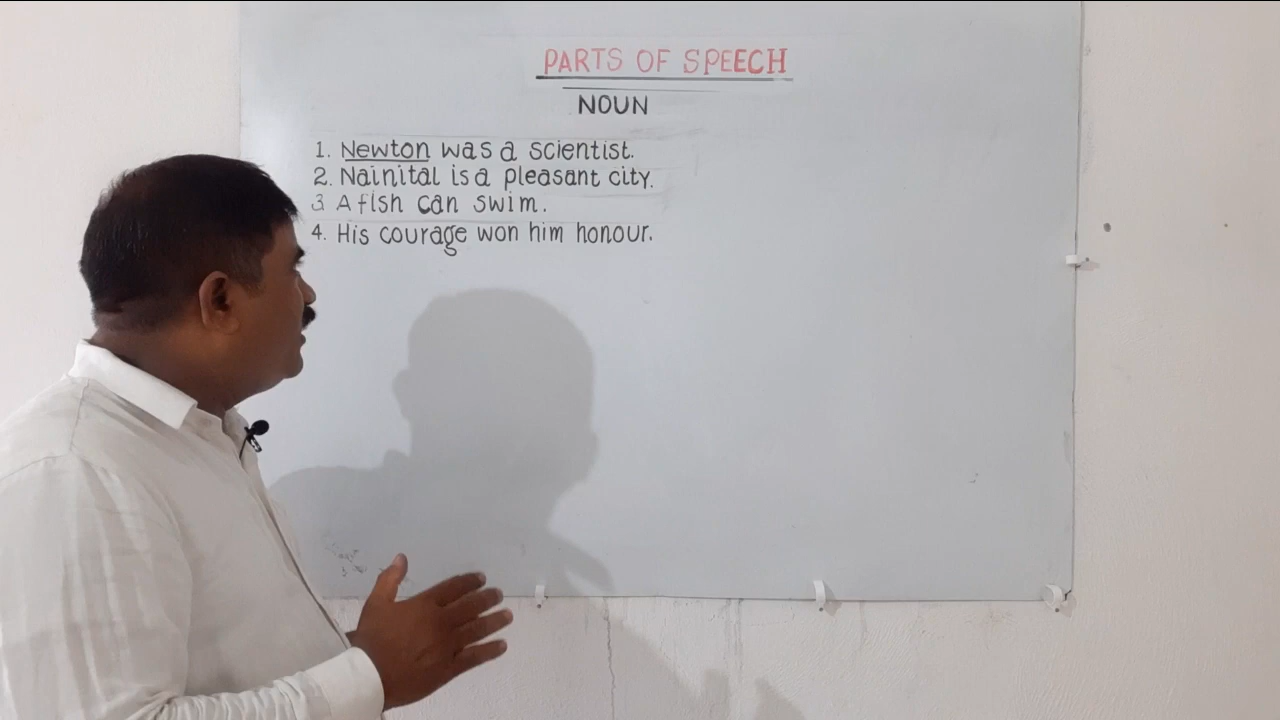 PARTS OF SPEECH
NOUN
1. Newton was a scientist.
2. Nainital is a pleasant city.
3 A fish can swim.
4. His courage won him honour.